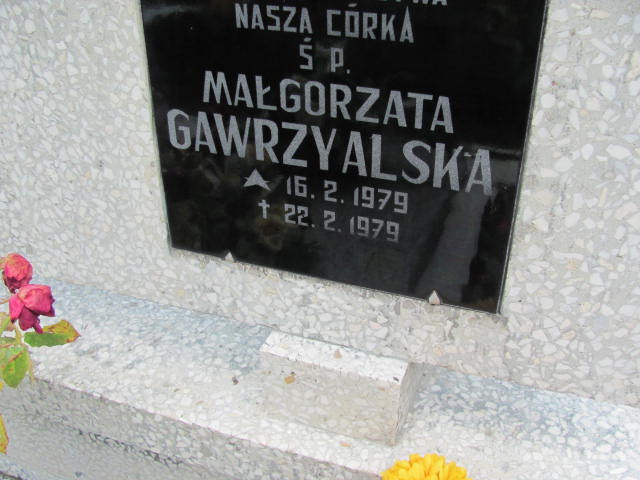 NASZA CÓRKA
Ś P.
MAŁGORZATA
GAWRZYALSKA
16. 2. 1979
✝ 22. 2. 1979